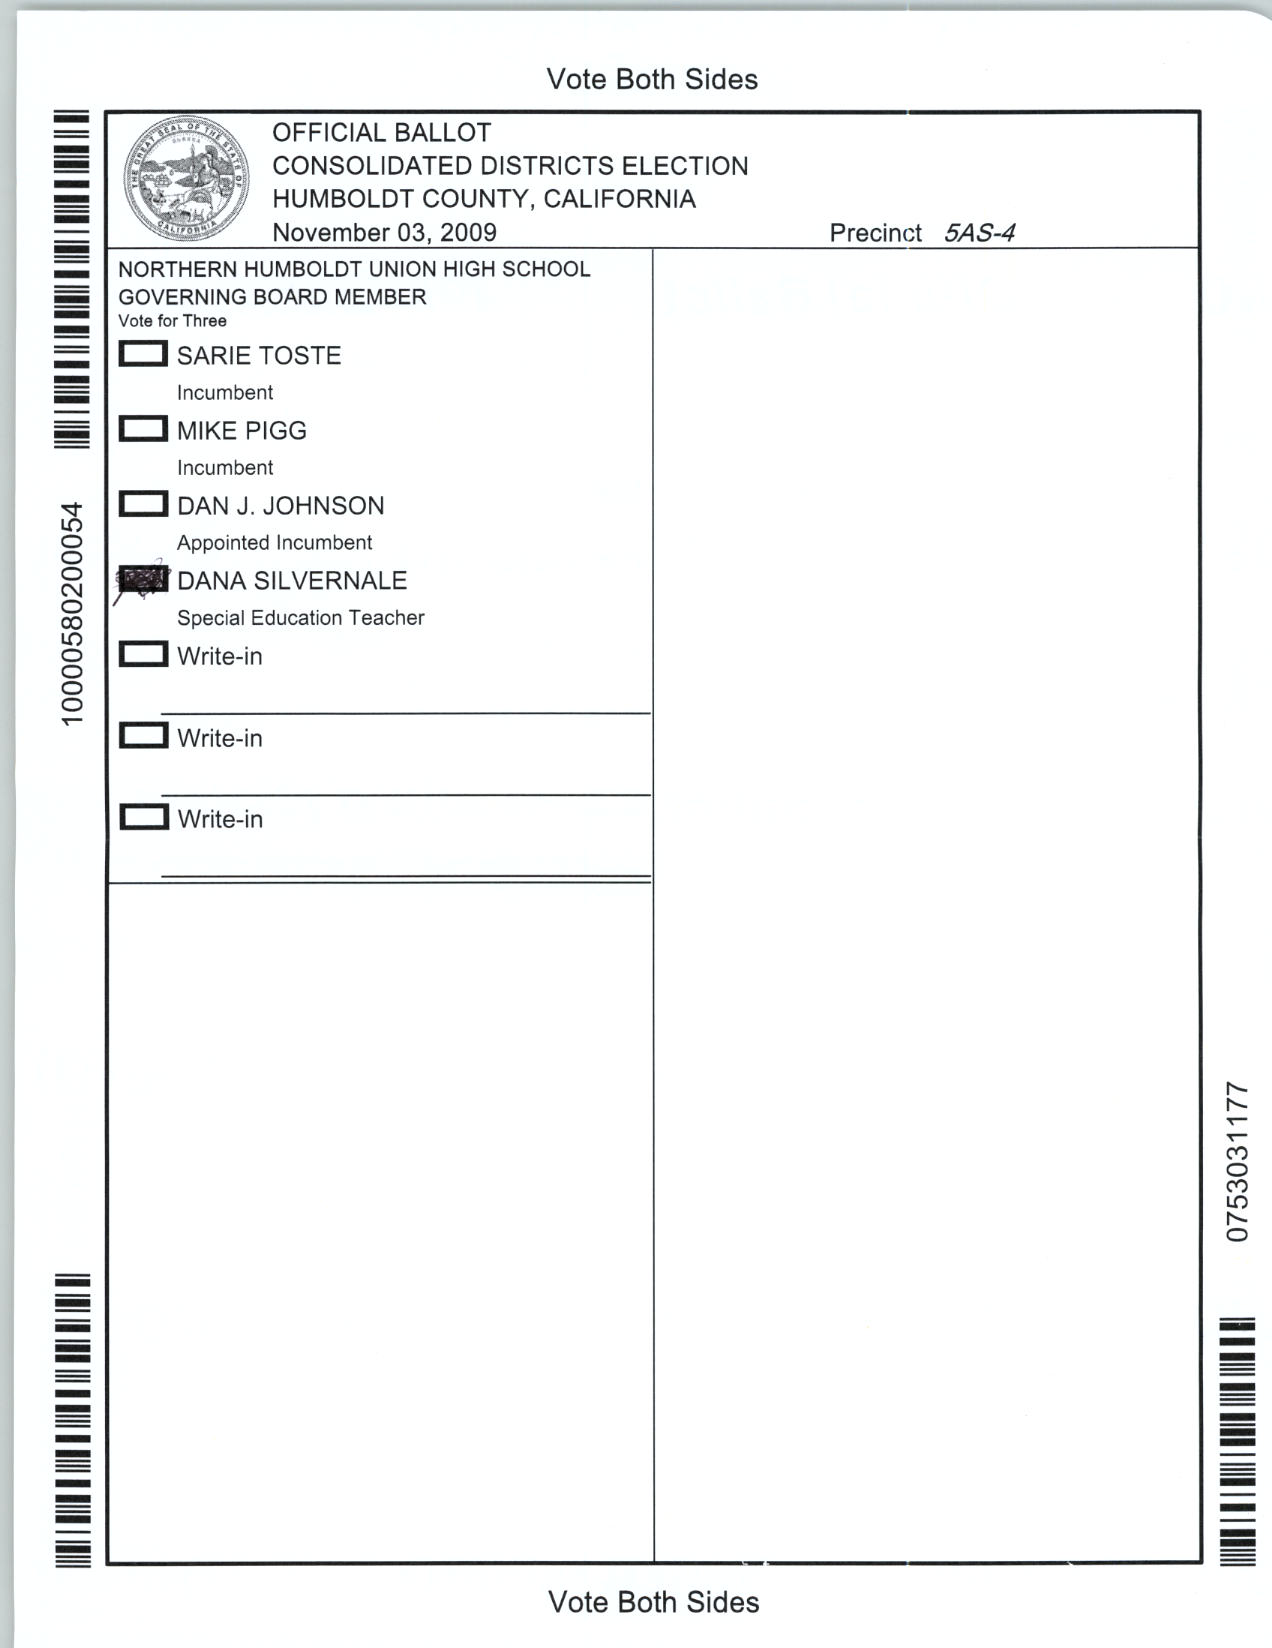 Vote Both Sides
OFFICIAL BALLOT
CONSOLIDATED DISTRICTS ELECTION
HUMBOLDT COUNTY, CALIFORNIA
November 03, 2009
Precinct 5AS-4
THE GREAT SEAL OF THE STATE OF CALIFORNIA
EUREKA
NORTHERN HUMBOLDT UNION HIGH SCHOOL
GOVERNING BOARD MEMBER
Vote for Three
SARIE TOSTE
Incumbent
MIKE PIGG
Incumbent
DAN J. JOHNSON
Appointed Incumbent
DANA SILVERNALE
Special Education Teacher
Write-in
Write-in
Write-in
10000580200054
0753031177
Vote Both Sides